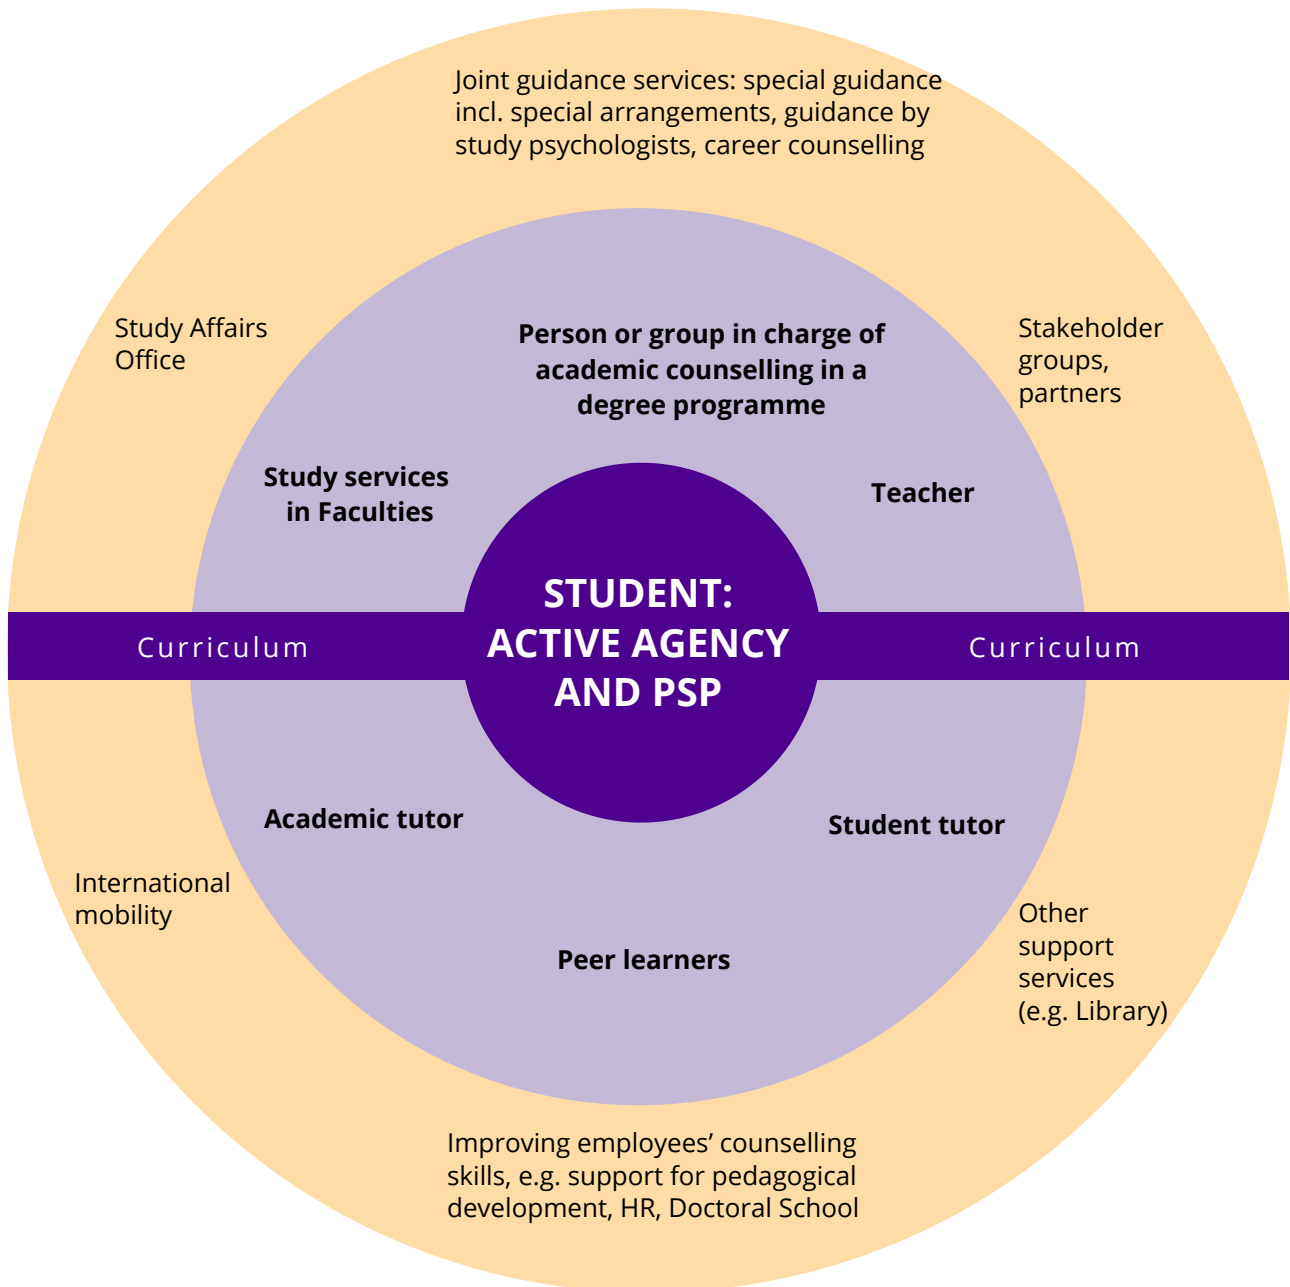 Joint guidance services: special guidance
incl. special arrangements, guidance by
study psychologists, career counselling
Study Affairs
Office
Person or group in charge of
academic counselling in a
degree programme
Stakeholder
groups,
partners
Study services
in Faculties
Teacher
STUDENT:
ACTIVE AGENCY
AND PSP
Curriculum
Curriculum
Academic tutor
Student tutor
International
mobility
Peer learners
Other
support
services
(e.g. Library)
Improving employees’ counselling
skills, e.g. support for pedagogical
development, HR, Doctoral School